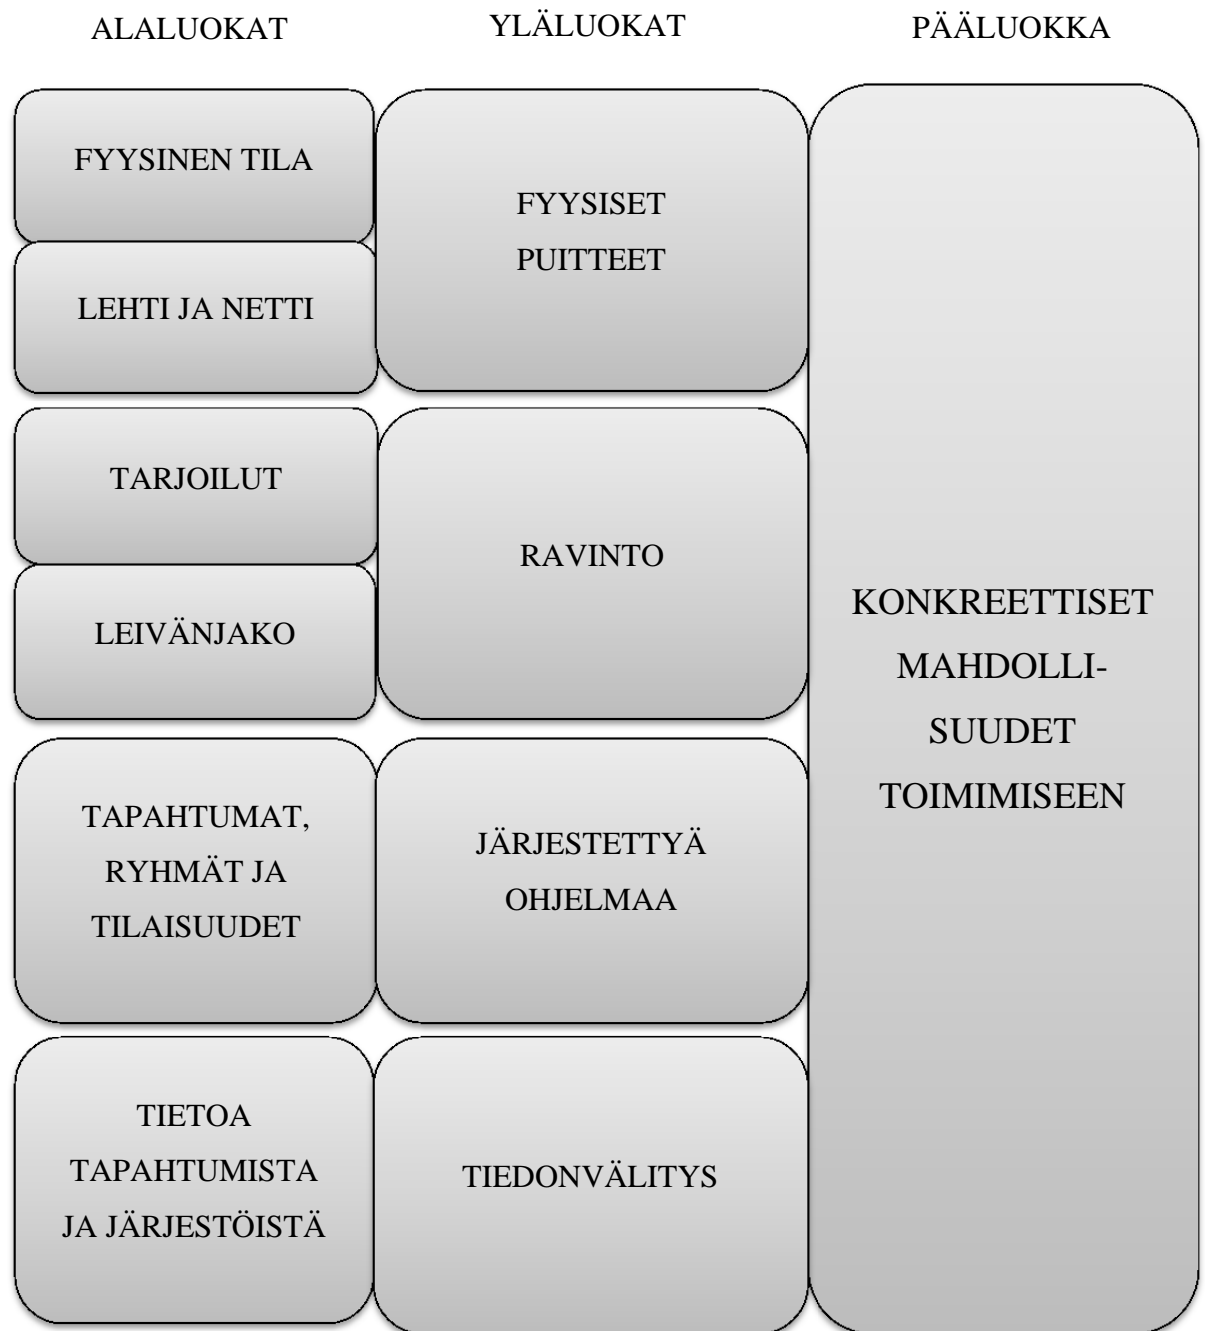 ALALUOKAT
YLÄLUOKAT
PÄÄLUOKKA
FYYSINEN TILA
LEHTI JA NETTI
FYYSISET
PUITTEET
TARJOILUT
LEIVÄNJAKO
RAVINTO
TAPAHTUMAT,
RYHMÄT JA
TILAISUUDET
JÄRJESTETTYÄ
OHJELMAA
TIETOA
TAPAHTUMISTA
JA JÄRJESTÖISTÄ
TIEDONVÄLITYS
KONKREETTISET
MAHDOLLI-
SUUDET
TOIMIMISEEN